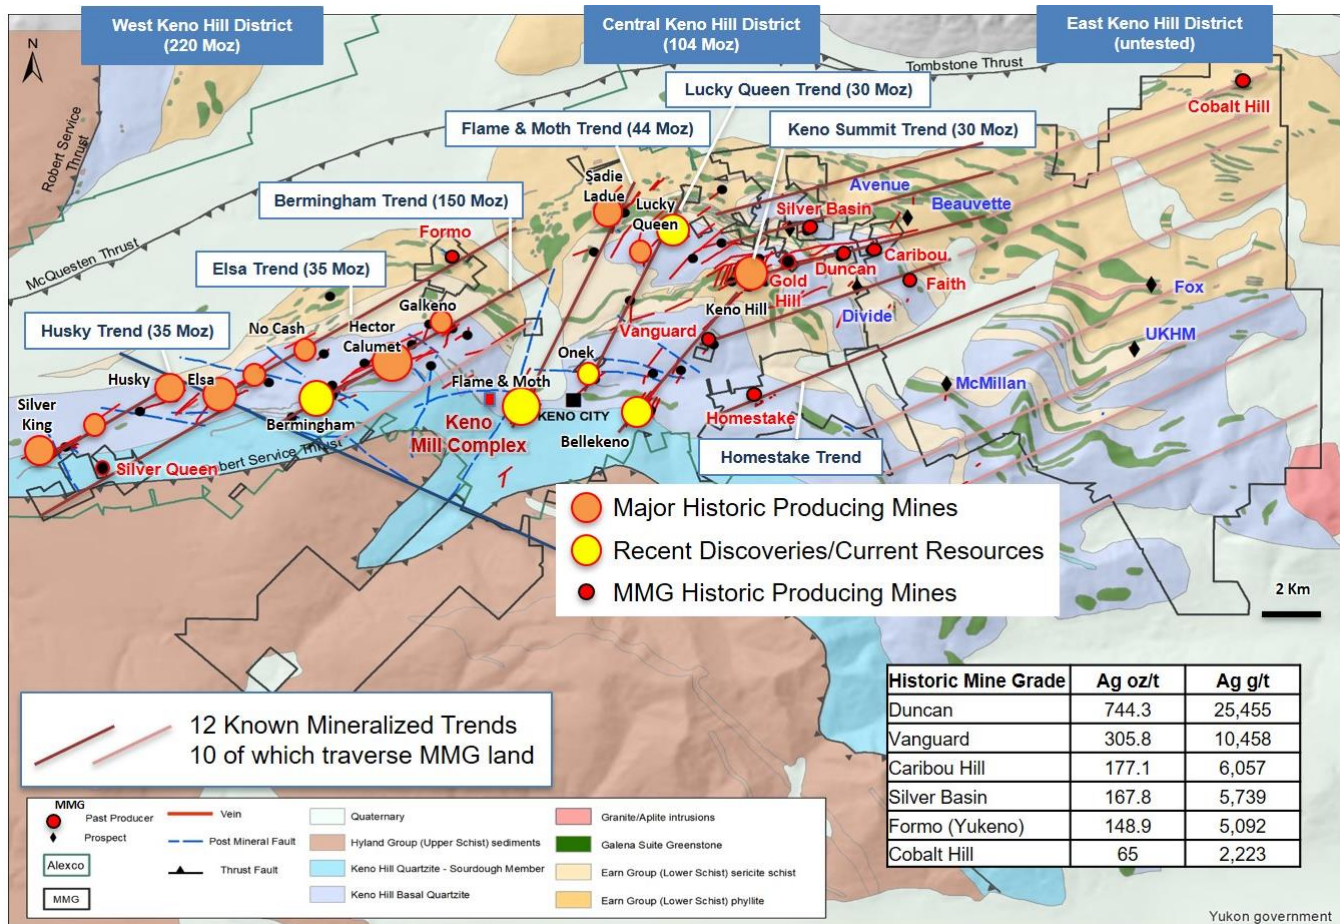 West Keno Hill District
(220 Moz)
Central Keno Hill District
(104 Moz)
East Keno Hill District
(untested)
N
Tombstone Thrust
Lucky Queen Trend (30 Moz)
Cobalt Hill
Robert Service
Thrust
Flame & Moth Trend (44 Moz)
Keno Summit Trend (30 Moz)
Sadie
Ladue
Avenue
Bermingham Trend (150 Moz)
Lucky
Queen
Silver Basin
Beauvette
McQuesten Thrust
Formo
Elsa Trend (35 Moz)
Duncan
Caribou
Gold
Hill
Faith
Fox
Galkeno
Keno Hill
Divide
Husky Trend (35 Moz)
No Cash
Hector
Calumet
Vanguard
UKHM
Onek
Husky
Elsa
Flame & Moth
McMillan
Silver
King
Bermingham
Keno
Mill Complex
KENO CITY
Homestake
Bellekeno
Silver Queen
bert Service Thrust
Homestake Trend
Major Historic Producing Mines
Recent Discoveries/Current Resources
MMG Historic Producing Mines
2 Km
12 Known Mineralized Trends
10 of which traverse MMG land
Historic Mine Grade Ag oz/t Ag g/t
Duncan 744.3 25,455
Vanguard 305.8 10,458
Caribou Hill 177.1 6,057
Silver Basin 167.8 5,739
Formo (Yukeno) 148.9 5,092
Cobalt Hill 65 2,223
MMG
Past Producer
Prospect
Alexco
MMG
Vein
Post Mineral Fault
Thrust Fault
Quaternary
Hyland Group (Upper Schist) sediments
Keno Hill Quartzite - Sourdough Member
Keno Hill Basal Quartzite
Granite/Aplite intrusions
Galena Suite Greenstone
Earn Group (Lower Schist) sericite schist
Earn Group (Lower Schist) phyllite
Yukon government